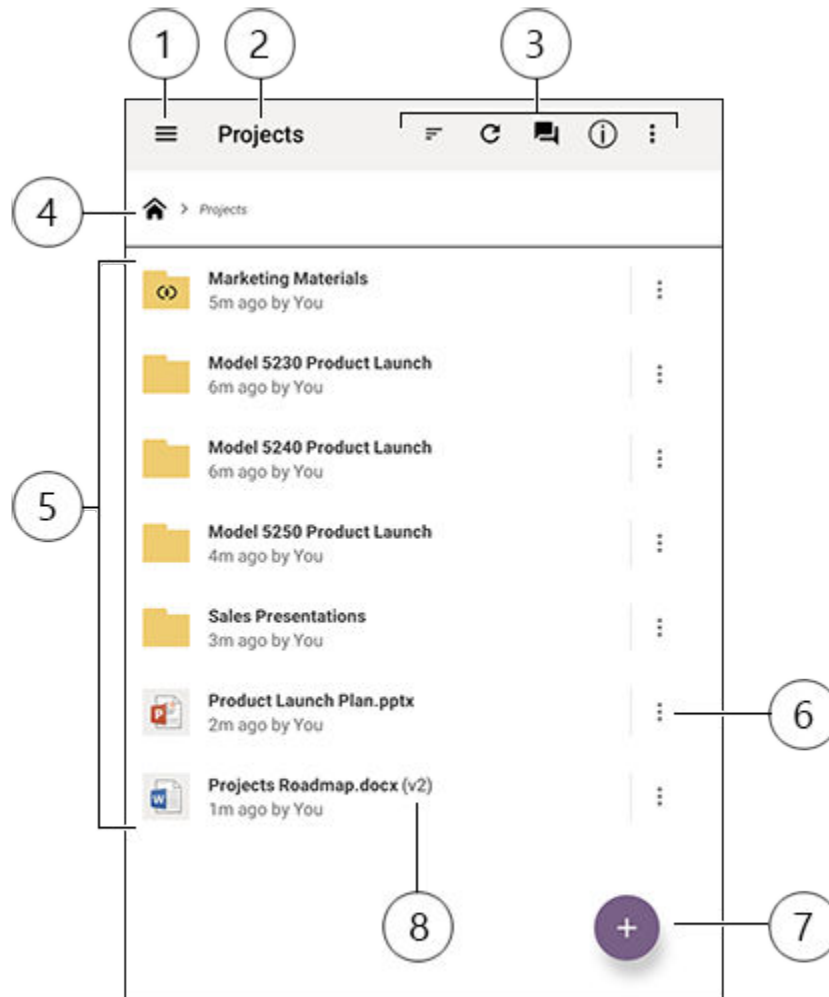 1
2
3
Projects
4
Projects
Marketing Materials
5m ago by You
Model 5230 Product Launch
6m ago by You
Model 5240 Product Launch
6m ago by You
5
Model 5250 Product Launch
4m ago by You
Sales Presentations
3m ago by You
Product Launch Plan.pptx
2m ago by You
6
Projects Roadmap.docx (v2)
1m ago by You
8
7